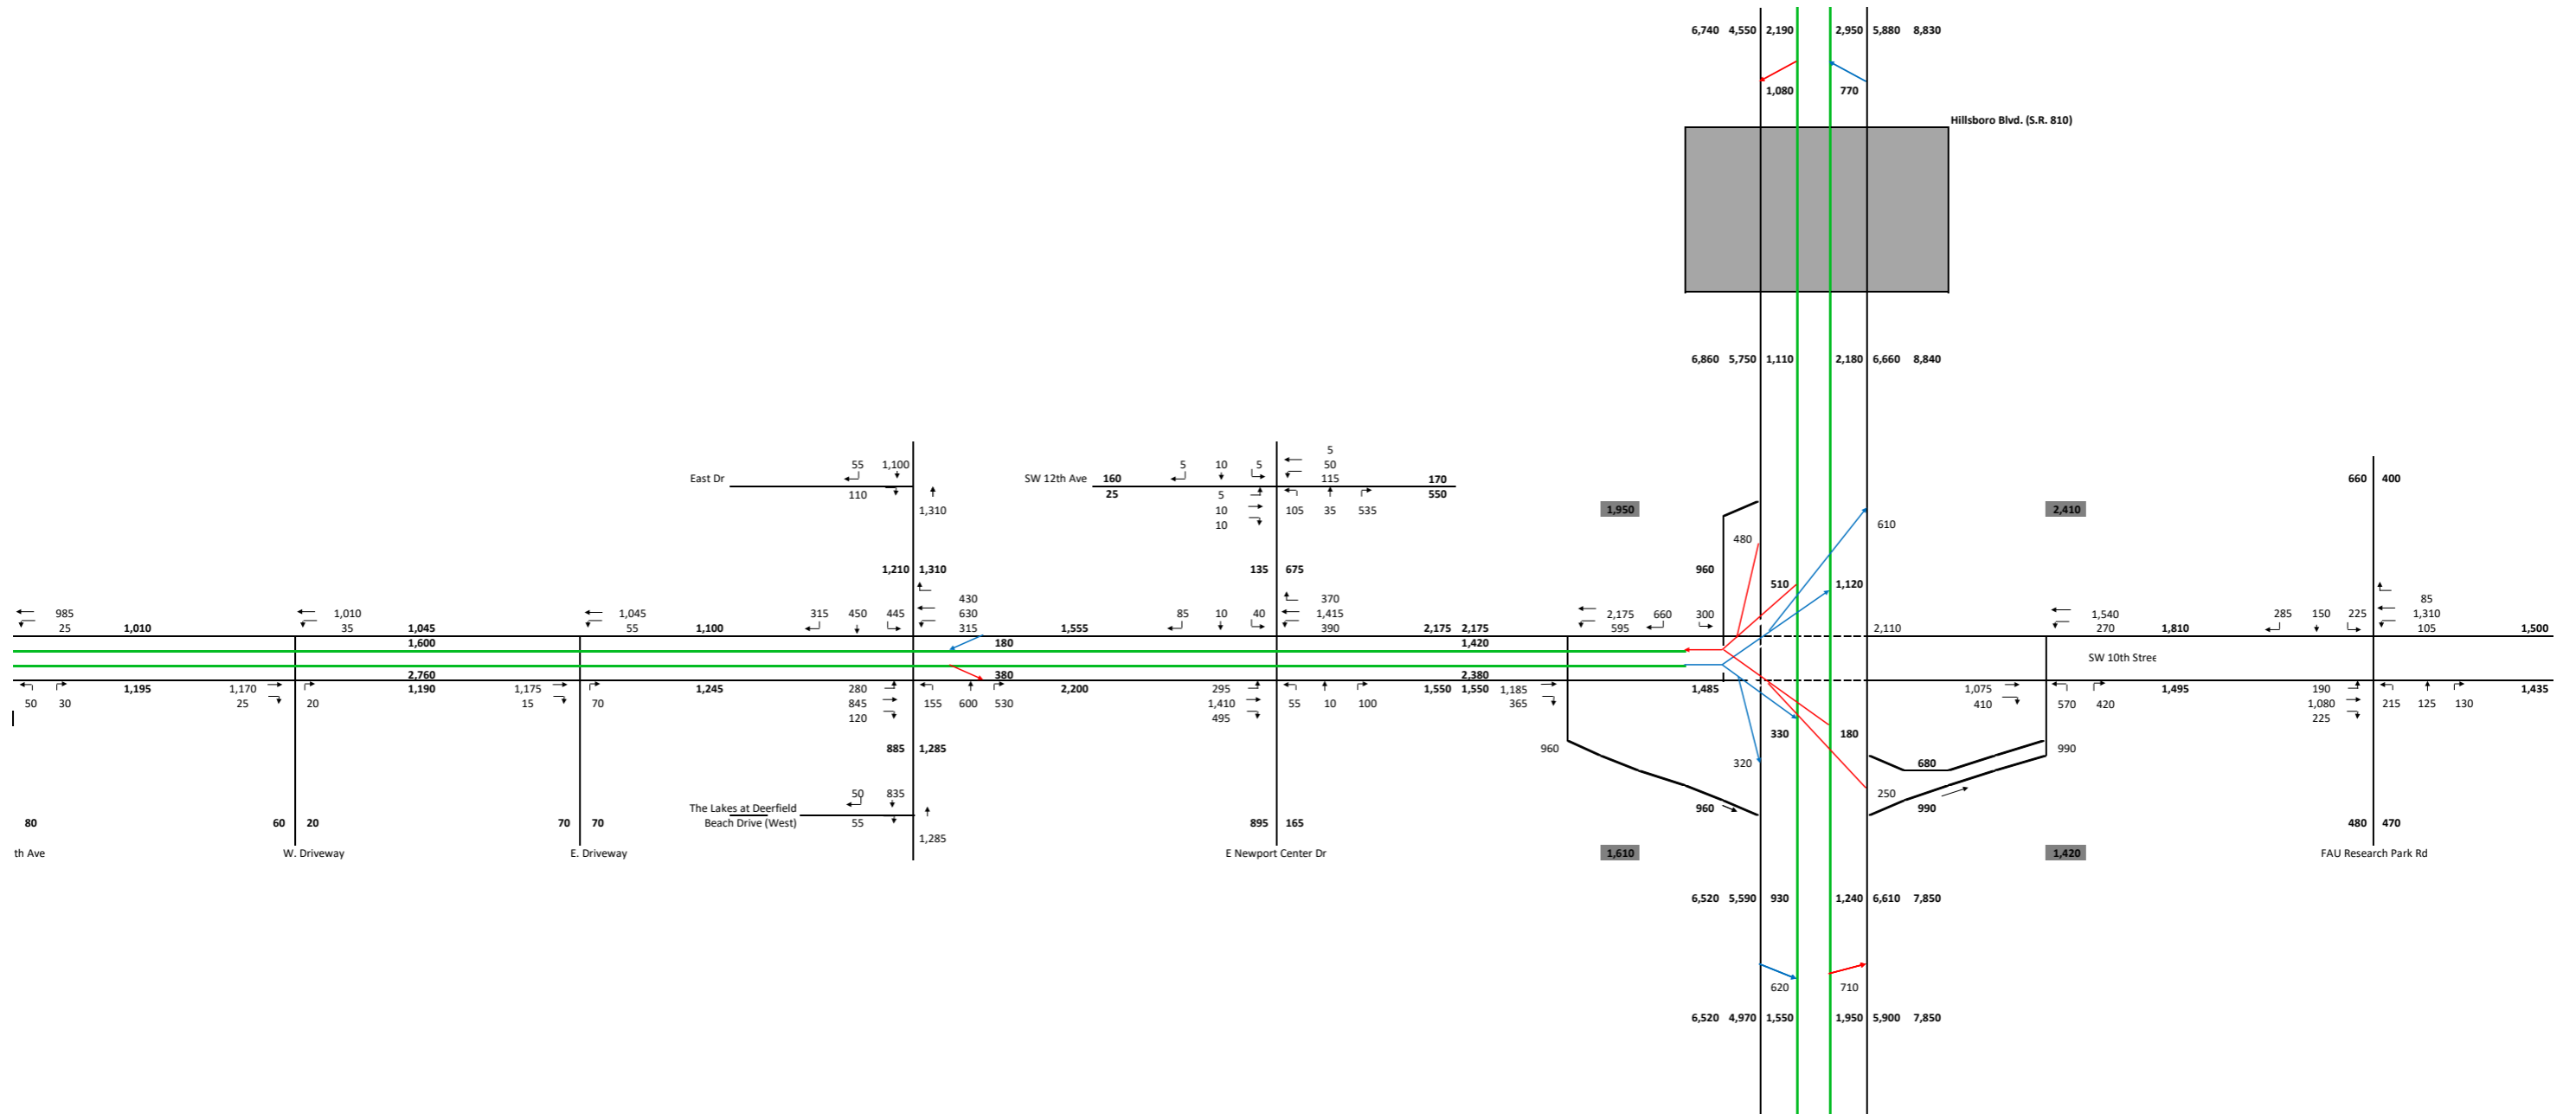 6,740 4,550 2,190 2,950 5,880 8,830
1,080 770
Hillsboro Blvd. (S.R. 810)
6,860 5,750 1,110 2,180 6,660 8,840
5
55 1,100 5 10 5 50
East Dr SW 12th Ave 160 115 170 660 400
110 25 5 550
1,310 10 105 35 535 1,950 2,410
10 610
480
1,210 1,310 135 675 960 510 1,120
430 370 85
985 1,010 1,045 315 450 445 630 85 10 40 1,415 2,175 660 300 1,540 285 150 225 1,310
25 1,010 35 1,045 55 1,100 315 1,555 390 2,175 2,175 595 2,110 270 1,810 105 1,500
1,600 180 1,420
SW 10th Stree
2,760 380 2,380
1,195 1,170 1,190 1,175 1,245 280 2,200 295 1,550 1,550 1,185 1,485 1,075 1,495 190 1,435
50 30 25 20 15 70 845 155 600 530 1,410 55 10 100 365 410 570 420 1,080 215 125 130
120 495 225
330 180
885 1,285 960 990
320 680
50 835 250
The Lakes at Deerfield
Beach Drive (West) 55 960 990
80 60 20 70 70 1,285 895 165 480 470
th Ave W. Driveway E. Driveway E Newport Center Dr 1,610 1,420 FAU Research Park Rd
6,520 5,590 930 1,240 6,610 7,850
620 710
6,520 4,970 1,550 1,950 5,900 7,850